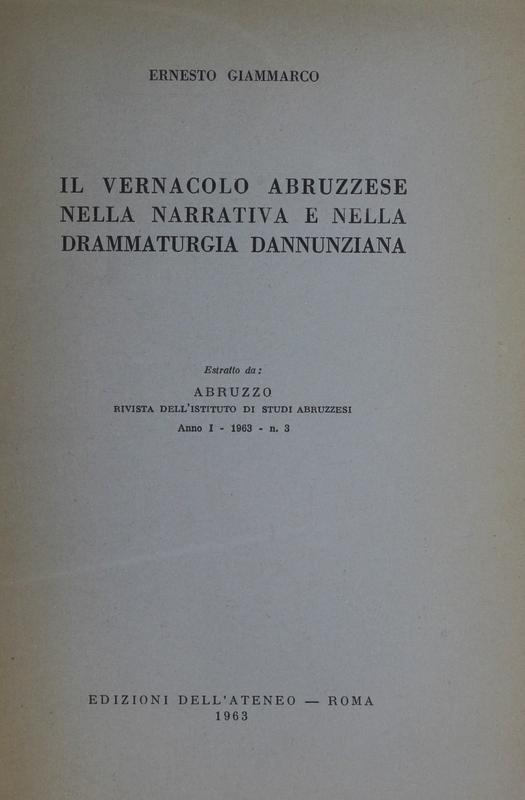 ERNESTO GIAMMARCO
IL VERNACOLO ABRUZZESE
NELLA NARRATIVA E NELLA
DRAMMATURGIA DANNUNZIANA
Estratto da:
ABRUZZO
RIVISTA DELL'ISTITUTO DI STUDI ABRUZZESI
Anno I - 1963 - n. 3
EDIZIONI DELL'ATENEO — ROMA
1963